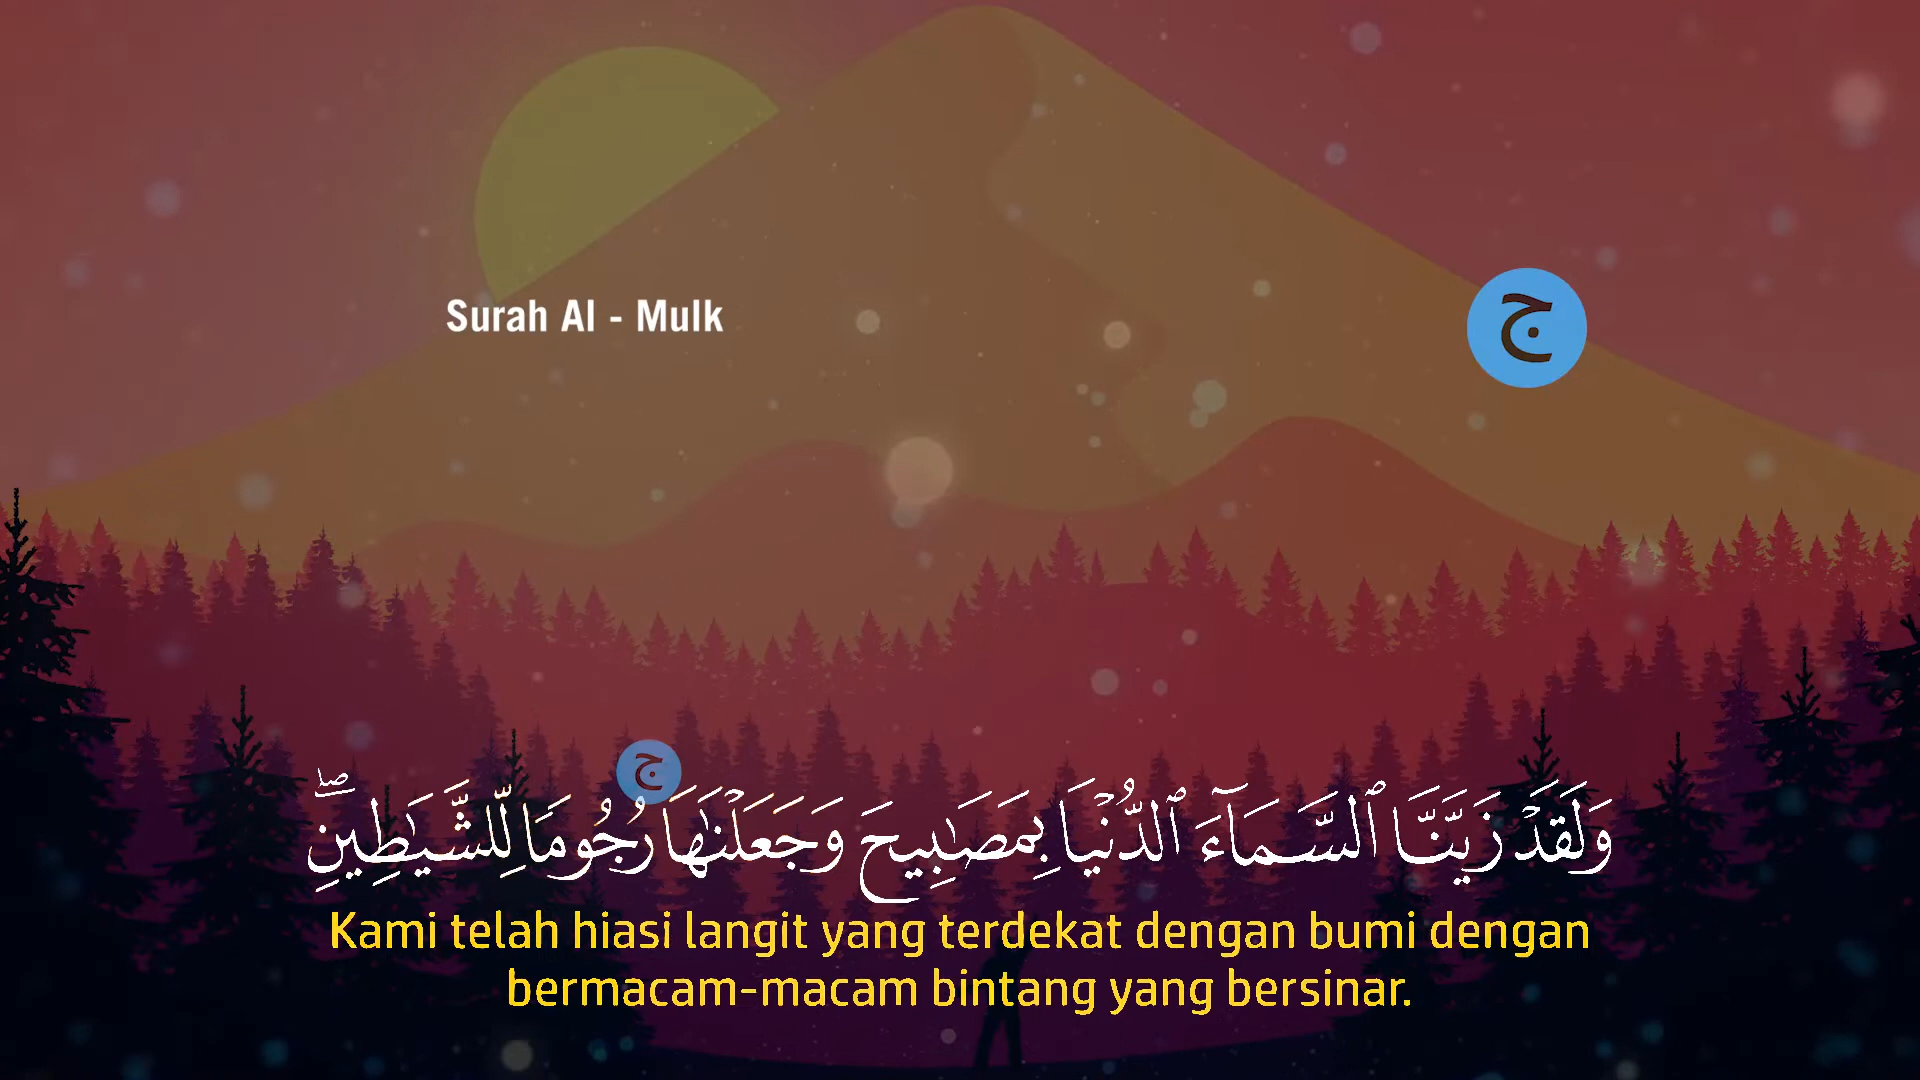 Surah Al - Mulk
ج
ج
وَلَقَدْ زَيَّنَّا ٱلسَّمَآءَ ٱلدُّنْيَا بِمَصَـٰبِيحَ وَجَعَلْنَـٰهَا رُجُومًا لِّلشَّيَـٰطِينِ ۖ
Kami telah hiasi langit yang terdekat dengan bumi dengan
bermacam-macam bintang yang bersinar.